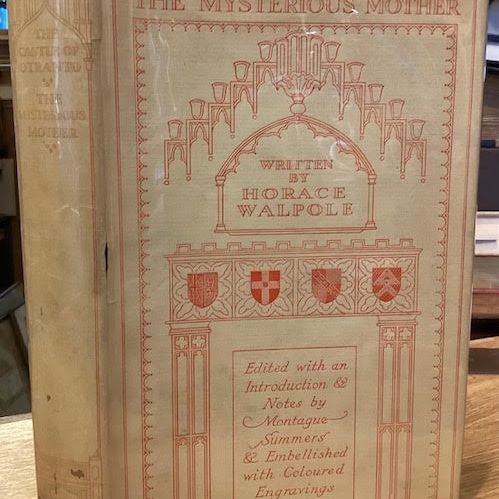 THE
CASTLE OF
OTRANTO
THE
MYSTERIOUS
MOTHER
THE MYSTERIOUS MOTHER
WRITTEN
BY
HORACE
WALPOLE
Edited with an
Introduction &
Notes by
Montague
Summers
& Embellished
with Coloured
Engravings